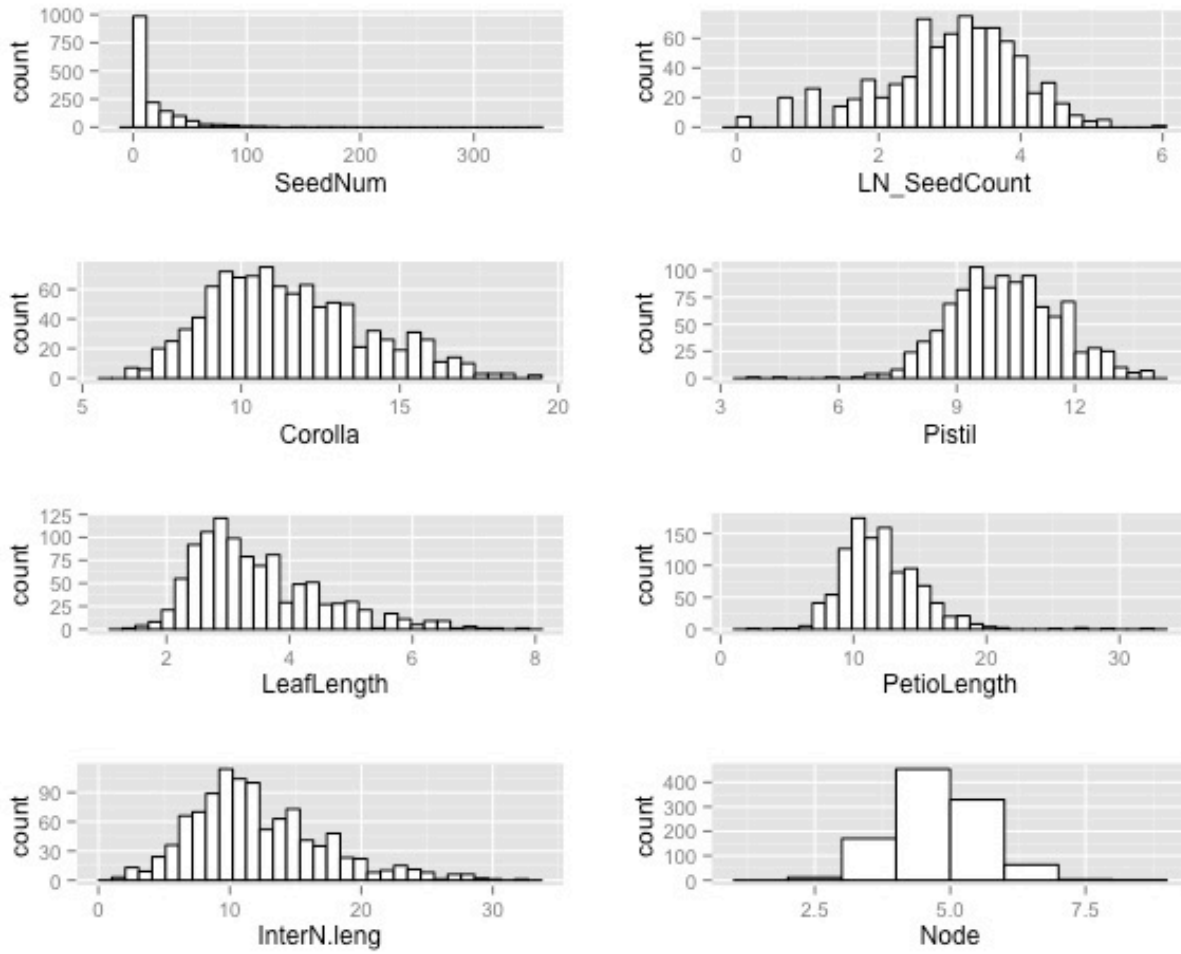 count
1000
750
500
250
0
0 100 200 300
SeedNum
count
60
40
20
0
0 2 4 6
LN_SeedCount
count
60
40
20
0
5 10 15 20
Corolla
count
100
75
50
25
0
3 6 9 12
Pistil
count
125
100
75
50
25
0
2 4 6 8
LeafLength
count
150
100
50
0
0 10 20 30
PetioLength
count
90
60
30
0
0 10 20 30
InterN.leng
count
400
300
200
100
0
2.5 5.0 7.5
Node